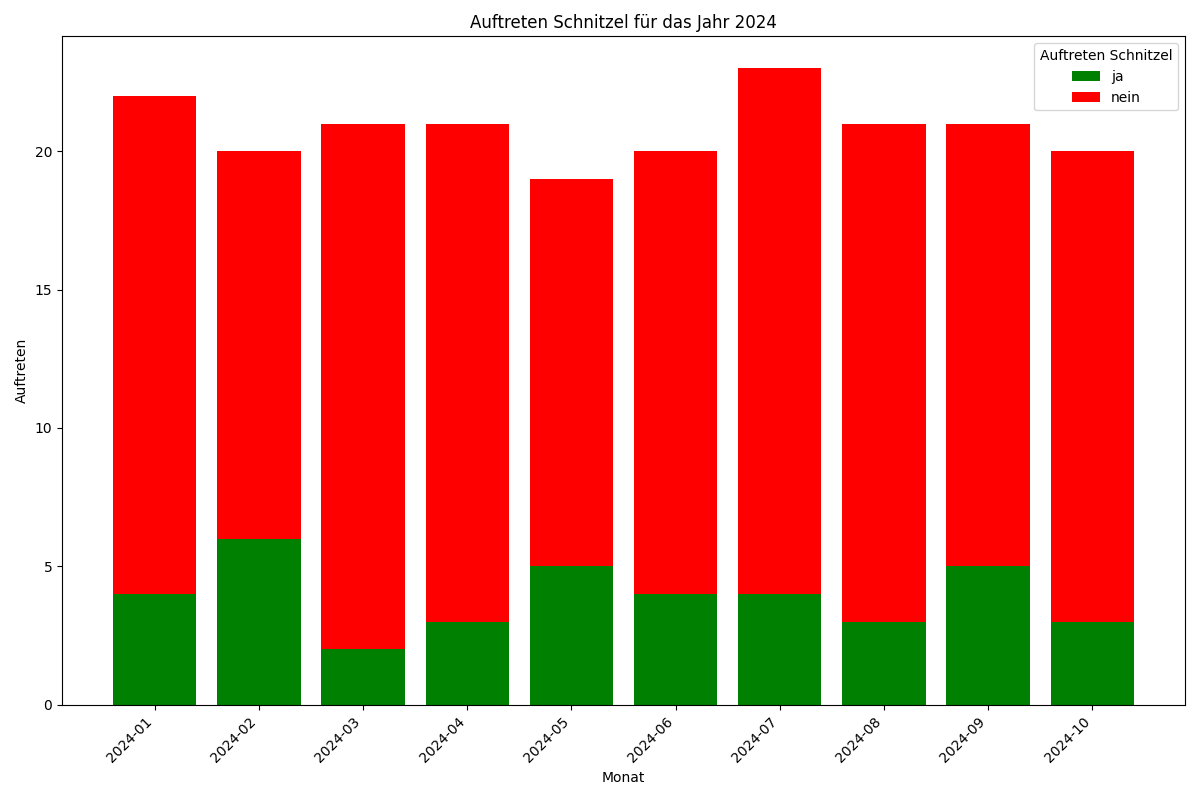 Auftreten Schnitzel für das Jahr 2024
Auftreten Schnitzel
ja
nein
Auftreten
20
15
10
5
0
2024-01
2024-02
2024-03
2024-04
2024-05
2024-06
2024-07
2024-08
2024-09
2024-10
Monat